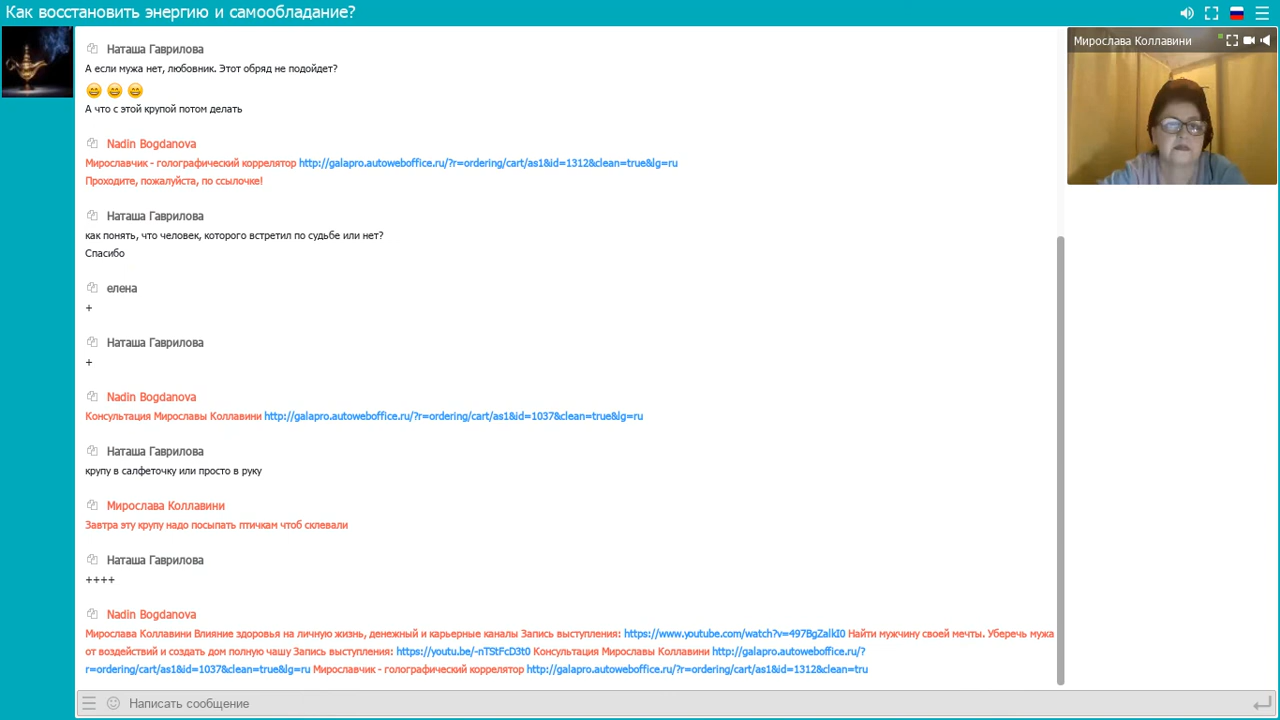 Как восстановить энергию и самообладание?
Мирослава Коллавини
Наташа Гаврилова
А если мужа нет, любовник. Этот обряд не подойдет?
А что с этой крупой потом делать
Nadin Bogdanova
Мирославчик - голографический коррелятор http://galapro.autoweboffice.ru/?r=ordering/cart/as1&id=1312&clean=true&lg=ru
Проходите, пожалуйста, по ссылочке!
Наташа Гаврилова
как понять, что человек, которого встретил по судьбе или нет?
Спасибо
елена
+
Наташа Гаврилова
+
Nadin Bogdanova
Консультация Мирославы Коллавини http://galapro.autoweboffice.ru/?r=ordering/cart/as1&id=1037&clean=true&lg=ru
Наташа Гаврилова
крупу в салфеточку или просто в руку
Мирослава Коллавини
Завтра эту крупу надо посыпать птичкам чтоб склевали
Наташа Гаврилова
++++
Nadin Bogdanova
Мирослава Коллавини Влияние здоровья на личную жизнь, денежный и карьерные каналы Запись выступления: https://www.youtube.com/watch?v=497BgZalkI0 Найти мужчину своей мечты. Уберечь мужа
от воздействий и создать дом полную чашу Запись выступления: https://youtu.be/-nTStFcD3t0 Консультация Мирославы Коллавини http://galapro.autoweboffice.ru/?
r=ordering/cart/as1&id=1037&clean=true&lg=ru Мирославчик - голографический коррелятор http://galapro.autoweboffice.ru/?r=ordering/cart/as1&id=1312&clean=tru
Написать сообщение